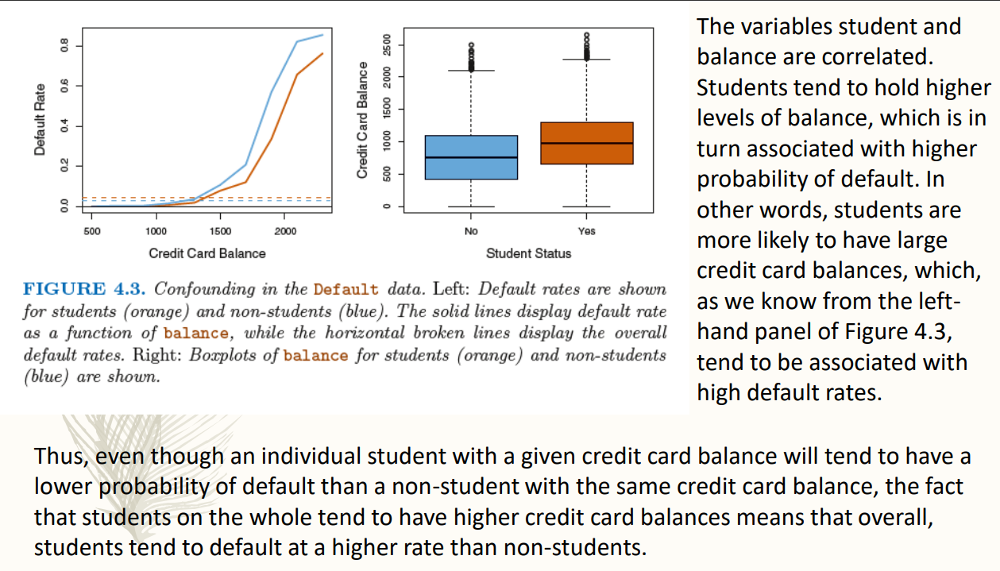 0.8
0.6
0.4
0.2
0.0
Default Rate
500 1000 1500 2000
Credit Card Balance
2500
2000
1500
1000
500
0
Credit Card Balance
No Yes
Student Status
FIGURE 4.3. Confounding in the Default data. Left: Default rates are shown
for students (orange) and non-students (blue). The solid lines display default rate
as a function of balance, while the horizontal broken lines display the overall
default rates. Right: Boxplots of balance for students (orange) and non-students
(blue) are shown.
The variables student and
balance are correlated.
Students tend to hold higher
levels of balance, which is in
turn associated with higher
probability of default. In
other words, students are
more likely to have large
credit card balances, which,
as we know from the left-
hand panel of Figure 4.3,
tend to be associated with
high default rates.
Thus, even though an individual student with a given credit card balance will tend to have a
lower probability of default than a non-student with the same credit card balance, the fact
that students on the whole tend to have higher credit card balances means that overall,
students tend to default at a higher rate than non-students.